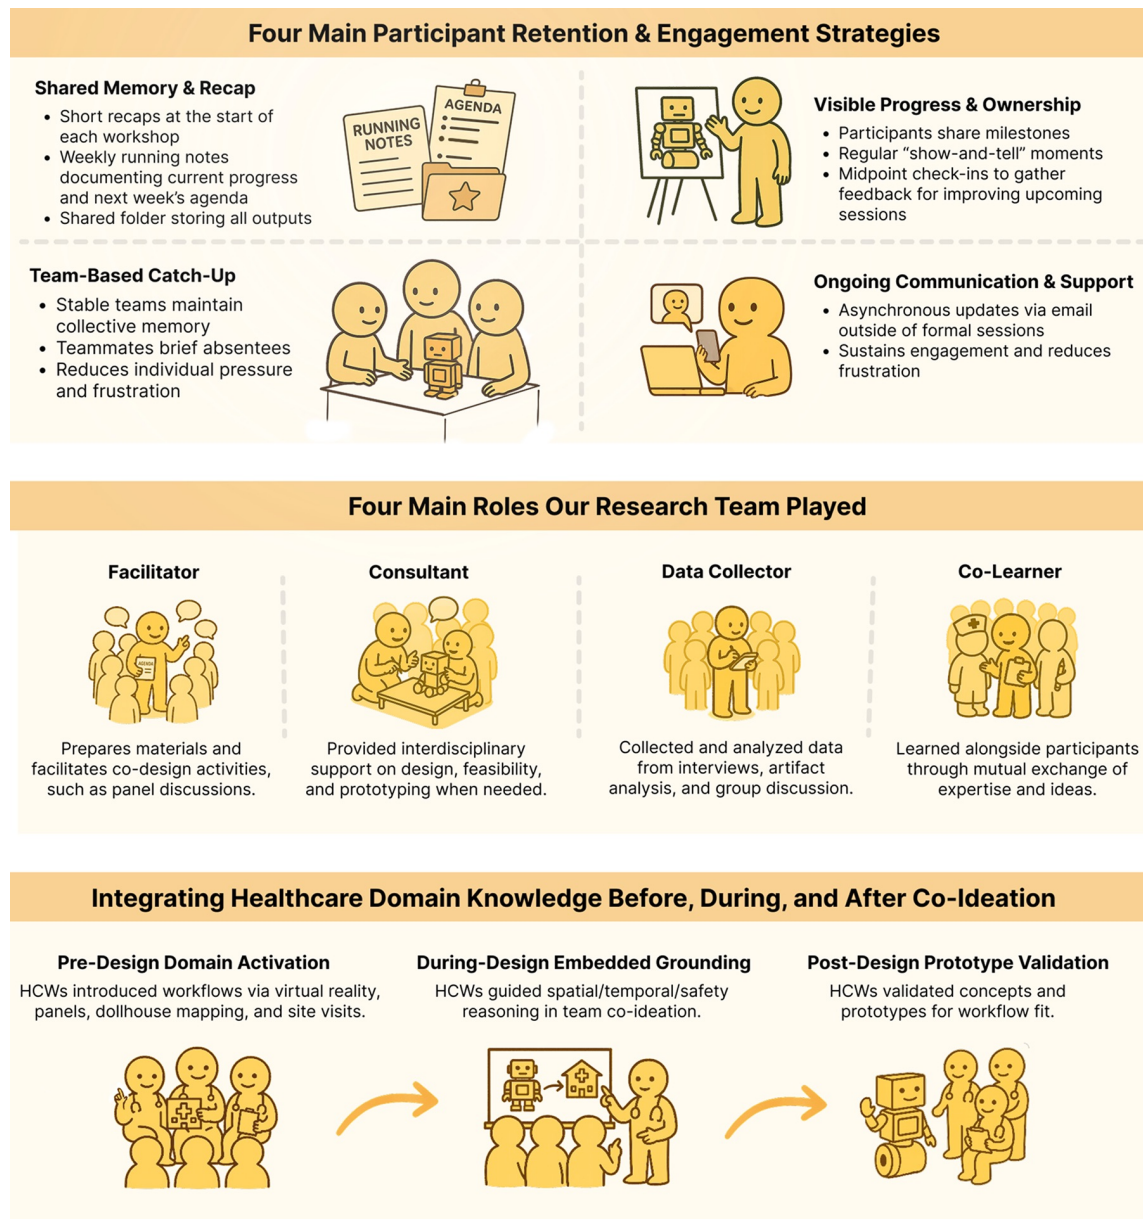 Four Main Participant Retention & Engagement Strategies
Shared Memory & Recap
• Short recaps at the start of
each workshop
• Weekly running notes
documenting current progress
and next week's agenda
• Shared folder storing all outputs
RUNNING
NOTES
AGENDA
Visible Progress & Ownership
• Participants share milestones
• Regular “show-and-tell” moments
• Midpoint check-ins to gather
feedback for improving upcoming
sessions
Team-Based Catch-Up
• Stable teams maintain
collective memory
• Teammates brief absentees
• Reduces individual pressure
and frustration
Ongoing Communication & Support
• Asynchronous updates via email
outside of formal sessions
• Sustains engagement and reduces
frustration
Four Main Roles Our Research Team Played
Facilitator
AGENDA
Prepares materials and
facilitates co-design activities,
such as panel discussions.
Consultant
Provided interdisciplinary
support on design, feasibility,
and prototyping when needed.
Data Collector
Collected and analyzed data
from interviews, artifact
analysis, and group discussion.
Co-Learner
Learned alongside participants
through mutual exchange of
expertise and ideas.
Integrating Healthcare Domain Knowledge Before, During, and After Co-Ideation
Pre-Design Domain Activation
HCWs introduced workflows via virtual reality,
panels, dollhouse mapping, and site visits.
During-Design Embedded Grounding
HCWs guided spatial/temporal/safety
reasoning in team co-ideation.
Post-Design Prototype Validation
HCWs validated concepts and
prototypes for workflow fit.